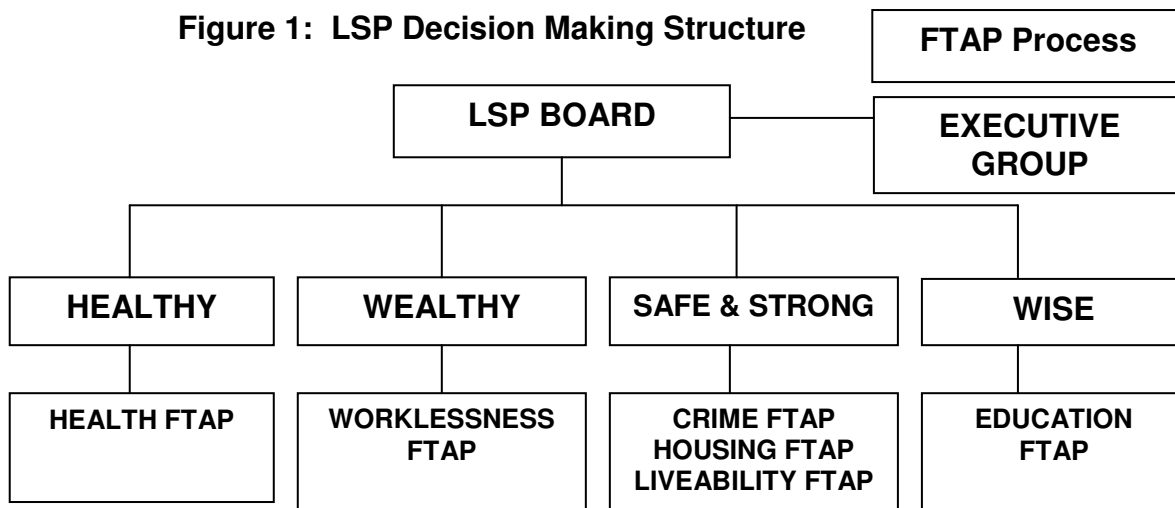 Figure 1: LSP Decision Making Structure
FTAP Process
LSP BOARD
EXECUTIVE
GROUP
HEALTHY
WEALTHY
SAFE & STRONG
WISE
HEALTH FTAP
WORKLESSNESS
FTAP
CRIME FTAP
HOUSING FTAP
LIVEABILITY FTAP
EDUCATION
FTAP